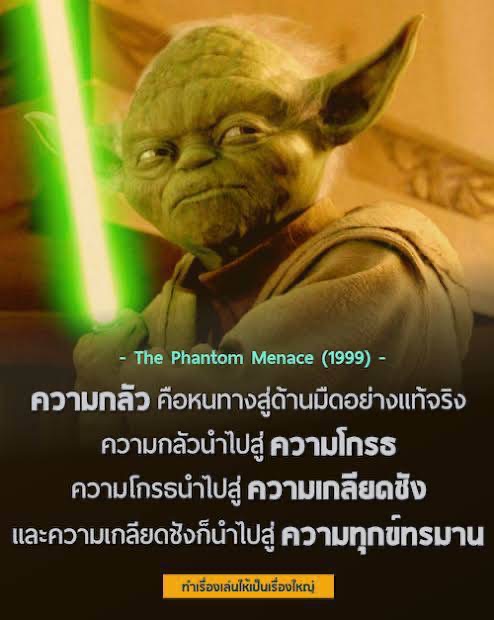 - The Phantom Menace (1999) -
ความกลัว คือหนทางสู่ด้านมืดอย่างแท้จริง
ความกลัวนำไปสู่ ความโกรธ
ความโกรธนำไปสู่ ความเกลียดชัง
และความเกลียดชังก็นำไปสู่ ความทุกข์ทรมาน
ทำเรื่องเล่นให้เป็นเรื่องใหญ่